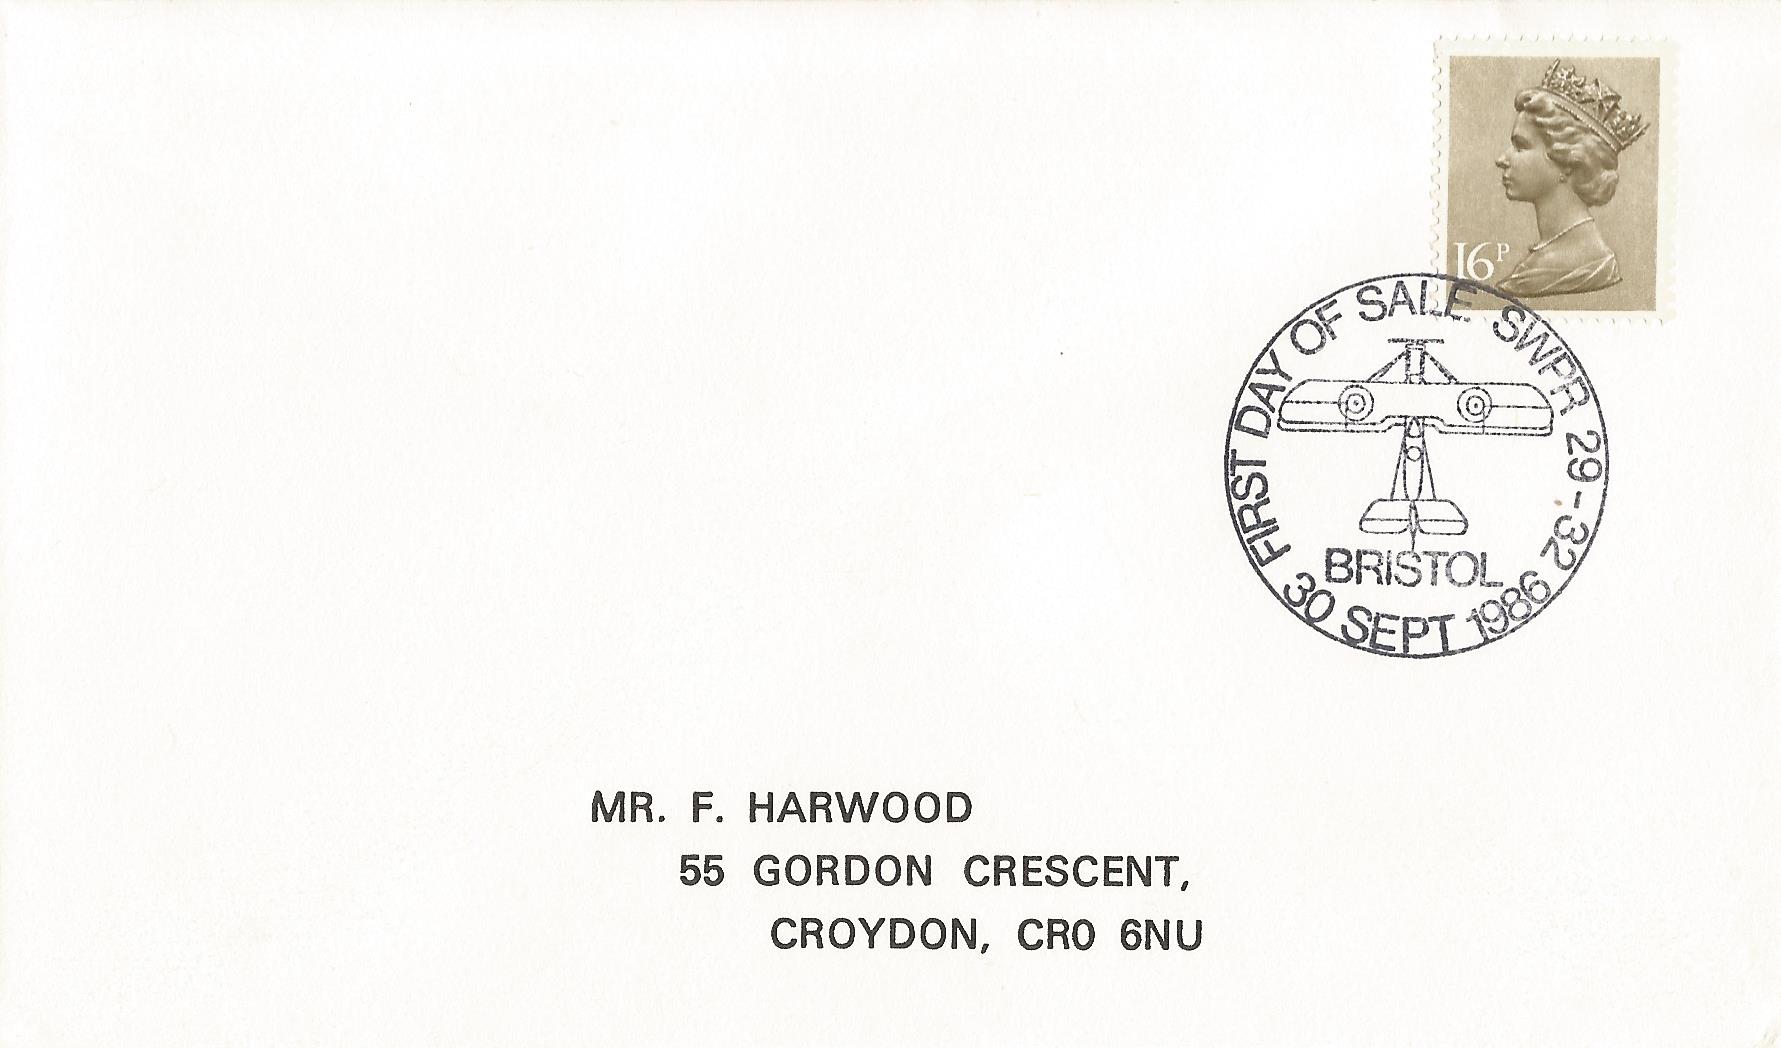 16P
FIRST DAY OF SALE SWPR 29-32
BRISTOL
30 SEPT 1986
MR. F. HARWOOD
55 GORDON CRESCENT,
CROYDON, CR0 6NU